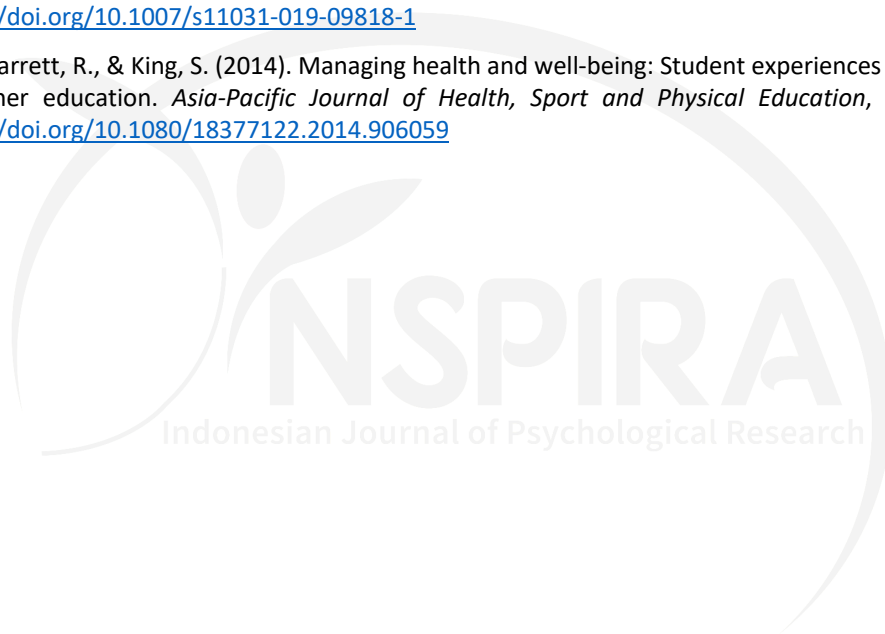 /doi.org/10.1007/s11031-019-09818-1
arrett, R., & King, S. (2014). Managing health and well-being: Student experiences
ner education. Asia-Pacific Journal of Health, Sport and Physical Education,
/doi.org/10.1080/18377122.2014.906059
NSPIRA
Indonesian Journal of Psychological Research